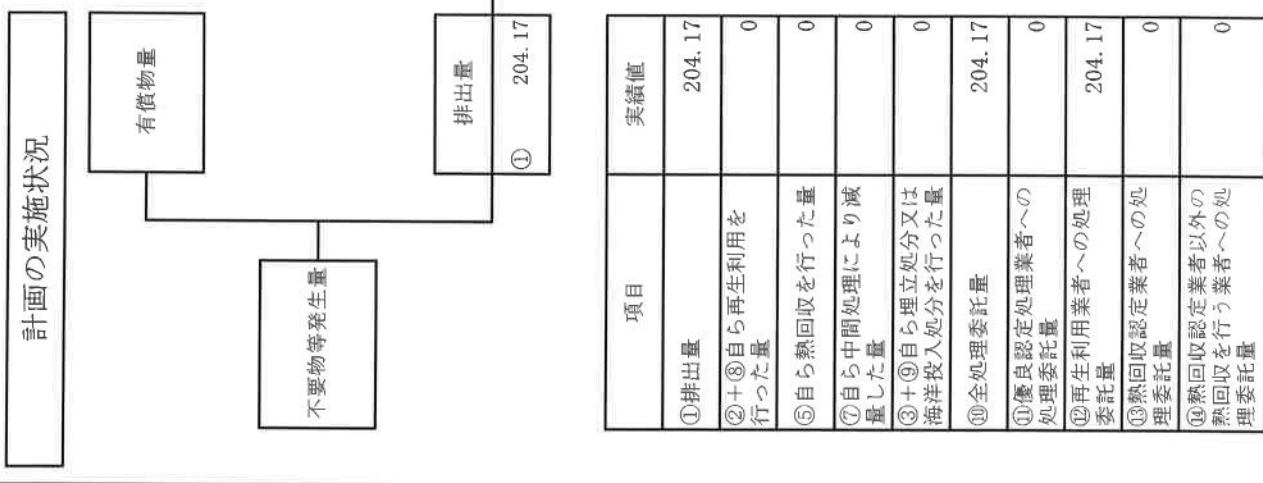 計画の実施状況
有償物量
不要物等発生量
排出量
① 204.17
項目 実績値
①排出量 204.17
②+⑧自ら再生利用を
行った量 0
⑤自ら熱回収を行った量 0
⑦自ら中間処理により減
量した量 0
③+⑨自ら埋立処分又は
海洋投入処分を行った量 0
⑩全処理委託量 204.17
⑪優良認定処理業者への
処理委託量 0
⑫再生利用業者への処理
委託量 204.17
⑬熱回収認定業者への処
理委託量 0
⑭熱回収認定業者以外の
熱回収を行う業者への処
理委託量 0